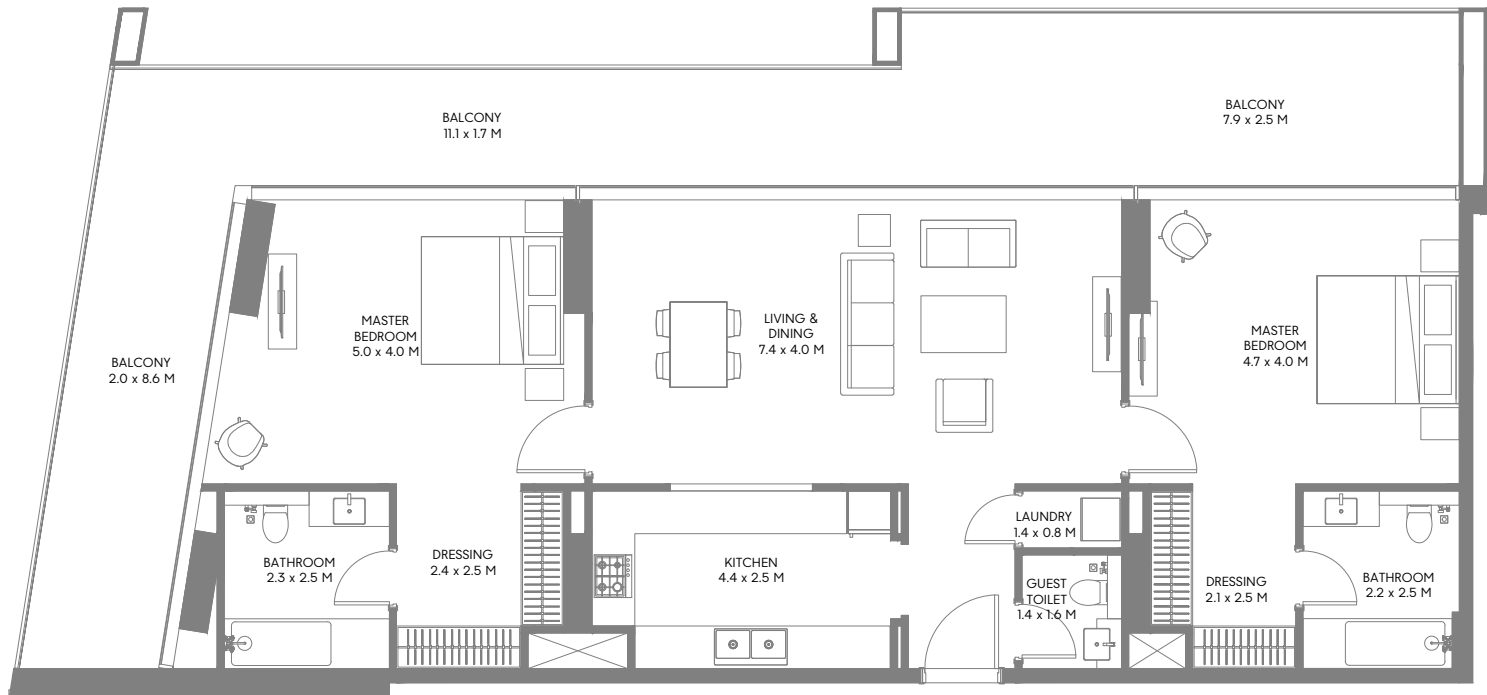 BALCONY
11.1 x 1.7 M
BALCONY
7.9 x 2.5 M
BALCONY
2.0 x 8.6 M
MASTER
BEDROOM
5.0 x 4.0 M
LIVING &
DINING
7.4 x 4.0 M
MASTER
BEDROOM
4.7 x 4.0 M
BATHROOM
2.3 x 2.5 M
DRESSING
2.4 x 2.5 M
KITCHEN
4.4 x 2.5 M
LAUNDRY
1.4 x 0.8 M
GUEST
TOILET
1.4 x 1.6 M
DRESSING
2.1 x 2.5 M
BATHROOM
2.2 x 2.5 M